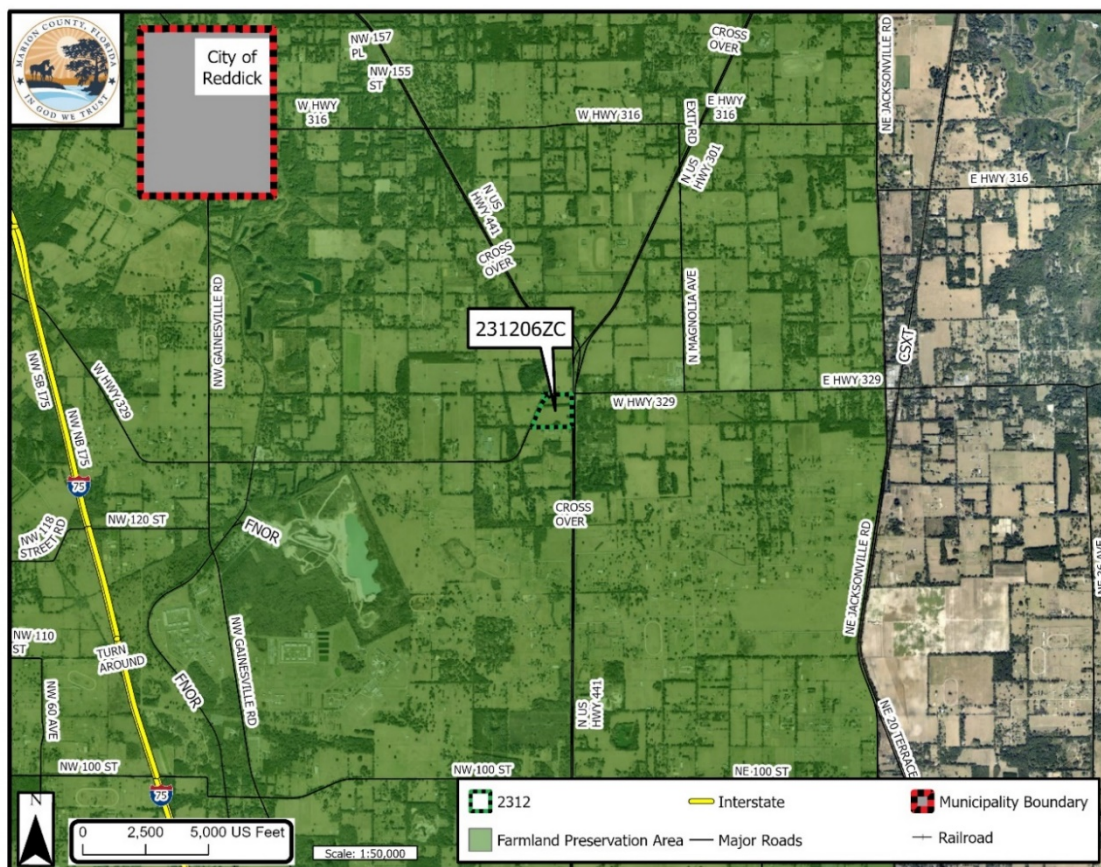 MARION COUNTY, FLORIDA
IN GOD WE TRUST
City of
Reddick
NW 157
PL
NW 155
ST
CROSS
OVER
NE JACKSONVILLE RD
W HWY
316
W HWY 316
EXIT RD
E HWY
316
N US
HWY 301
E HWY 316
N US
HWY 441
CROSS
OVER
NW GAINESVILLE RD
231206ZC
N MAGNOLIA AVE
CSXT
NW SB I75
W HWY 329
E HWY 329
W HWY 329
NW NB I75
75
NW 118
STREET RD
NW 120 ST
FNOR
CROSS
OVER
NE JACKSONVILLE RD
NE 36 AVE
NW 110
ST
TURN
AROUND
NW GAINESVILLE RD
FNOR
NW 60 AVE
N US
HWY 441
NE 20 TERRACE
NW 100 ST
NW 100 ST
NE 100 ST
75
N
0 2,500 5,000 US Feet
Scale: 1:50,000
2312
Interstate
Municipality Boundary
Farmland Preservation Area
Major Roads
Railroad